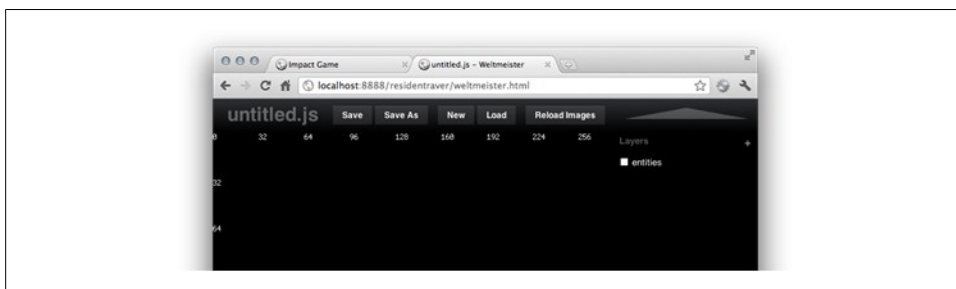 Impact Game
untitled.js – Weltmeister
localhost:8888/residentraver/weltmeister.html
untitled.js Save Save As New Load Reload Images
0 32 64 96 128 160 192 224 256
Layers +
entities
32
64